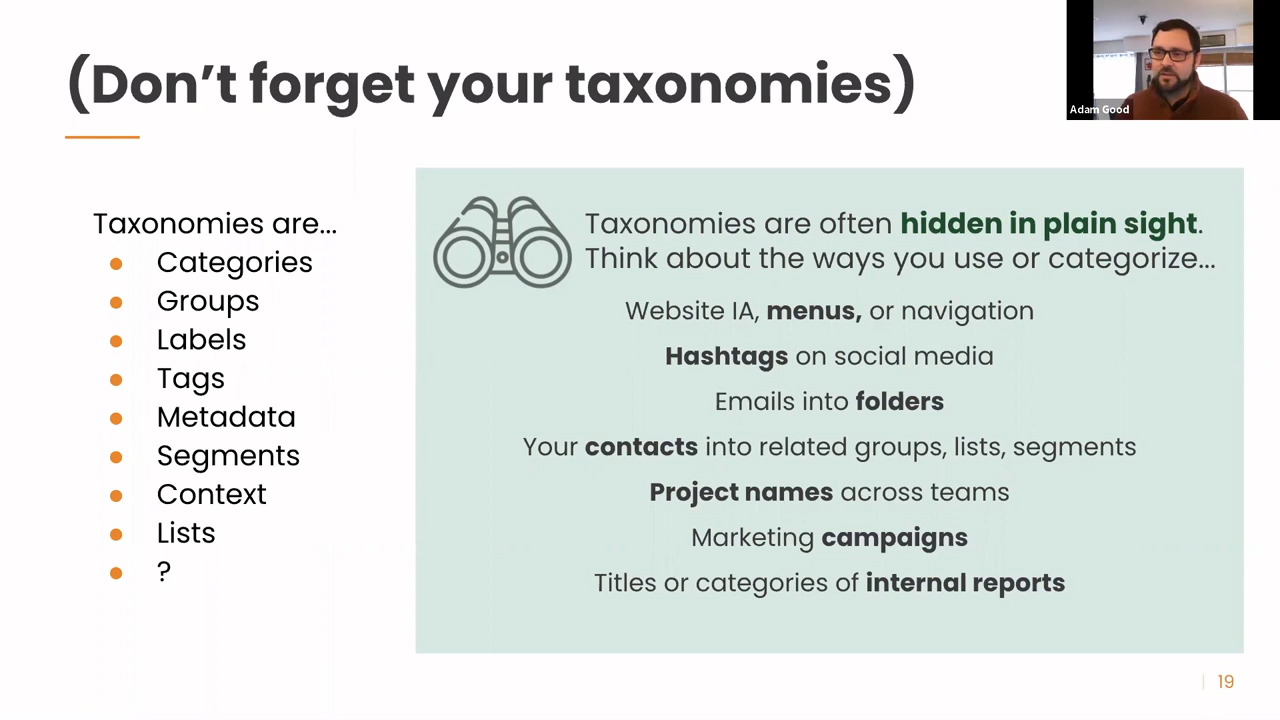 (Don’t forget your taxonomies)
Adam Good
Taxonomies are...
Categories
Groups
Labels
Tags
Metadata
Segments
Context
Lists
?
Taxonomies are often hidden in plain sight.
Think about the ways you use or categorize...
Website IA, menus, or navigation
Hashtags on social media
Emails into folders
Your contacts into related groups, lists, segments
Project names across teams
Marketing campaigns
Titles or categories of internal reports
19